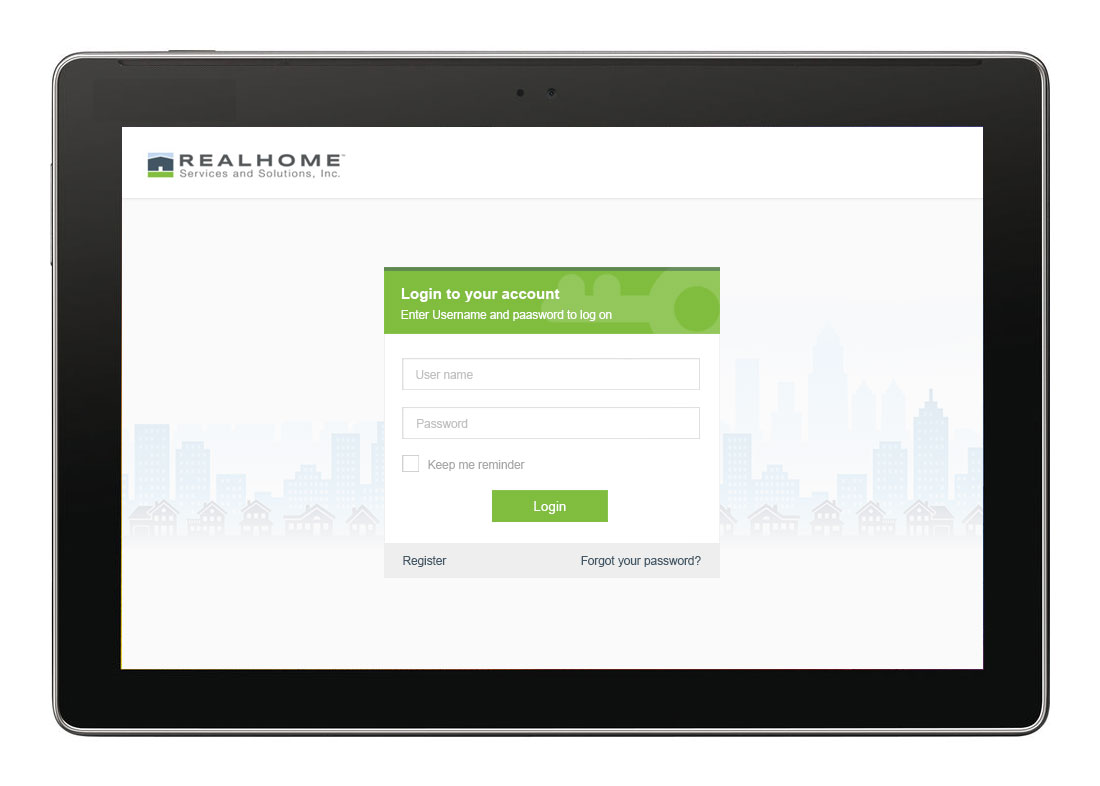 REALHOME™
Services and Solutions, Inc.
Login to your account
Enter Username and paasword to log on
User name
Password
Keep me reminder
Login
Register
Forgot your password?